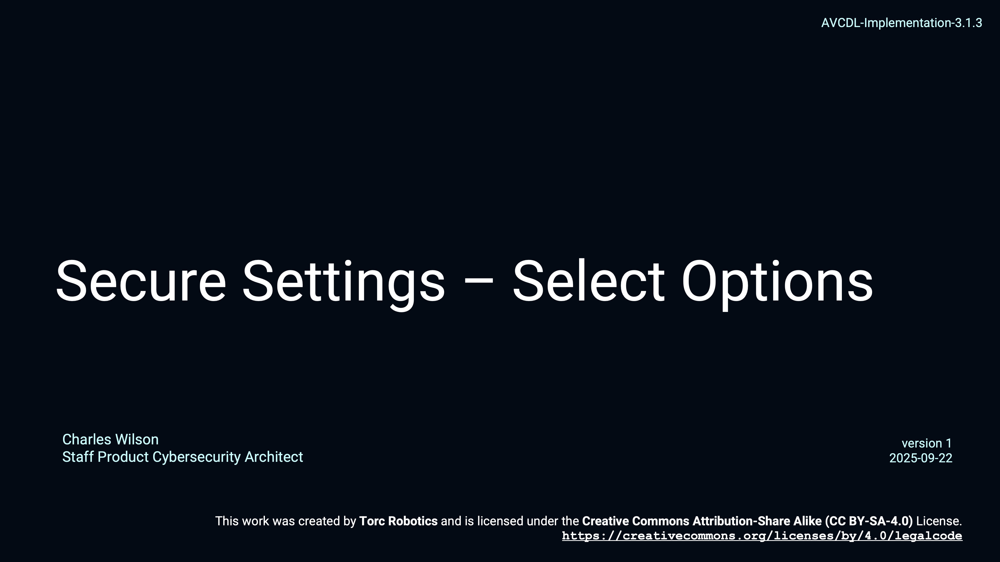 AVCDL-Implementation-3.1.3
Secure Settings – Select Options
Charles Wilson
Staff Product Cybersecurity Architect
version 1
2025-09-22
This work was created by Torc Robotics and is licensed under the Creative Commons Attribution-Share Alike (CC BY-SA-4.0) License.
https://creativecommons.org/licenses/by/4.0/legalcode